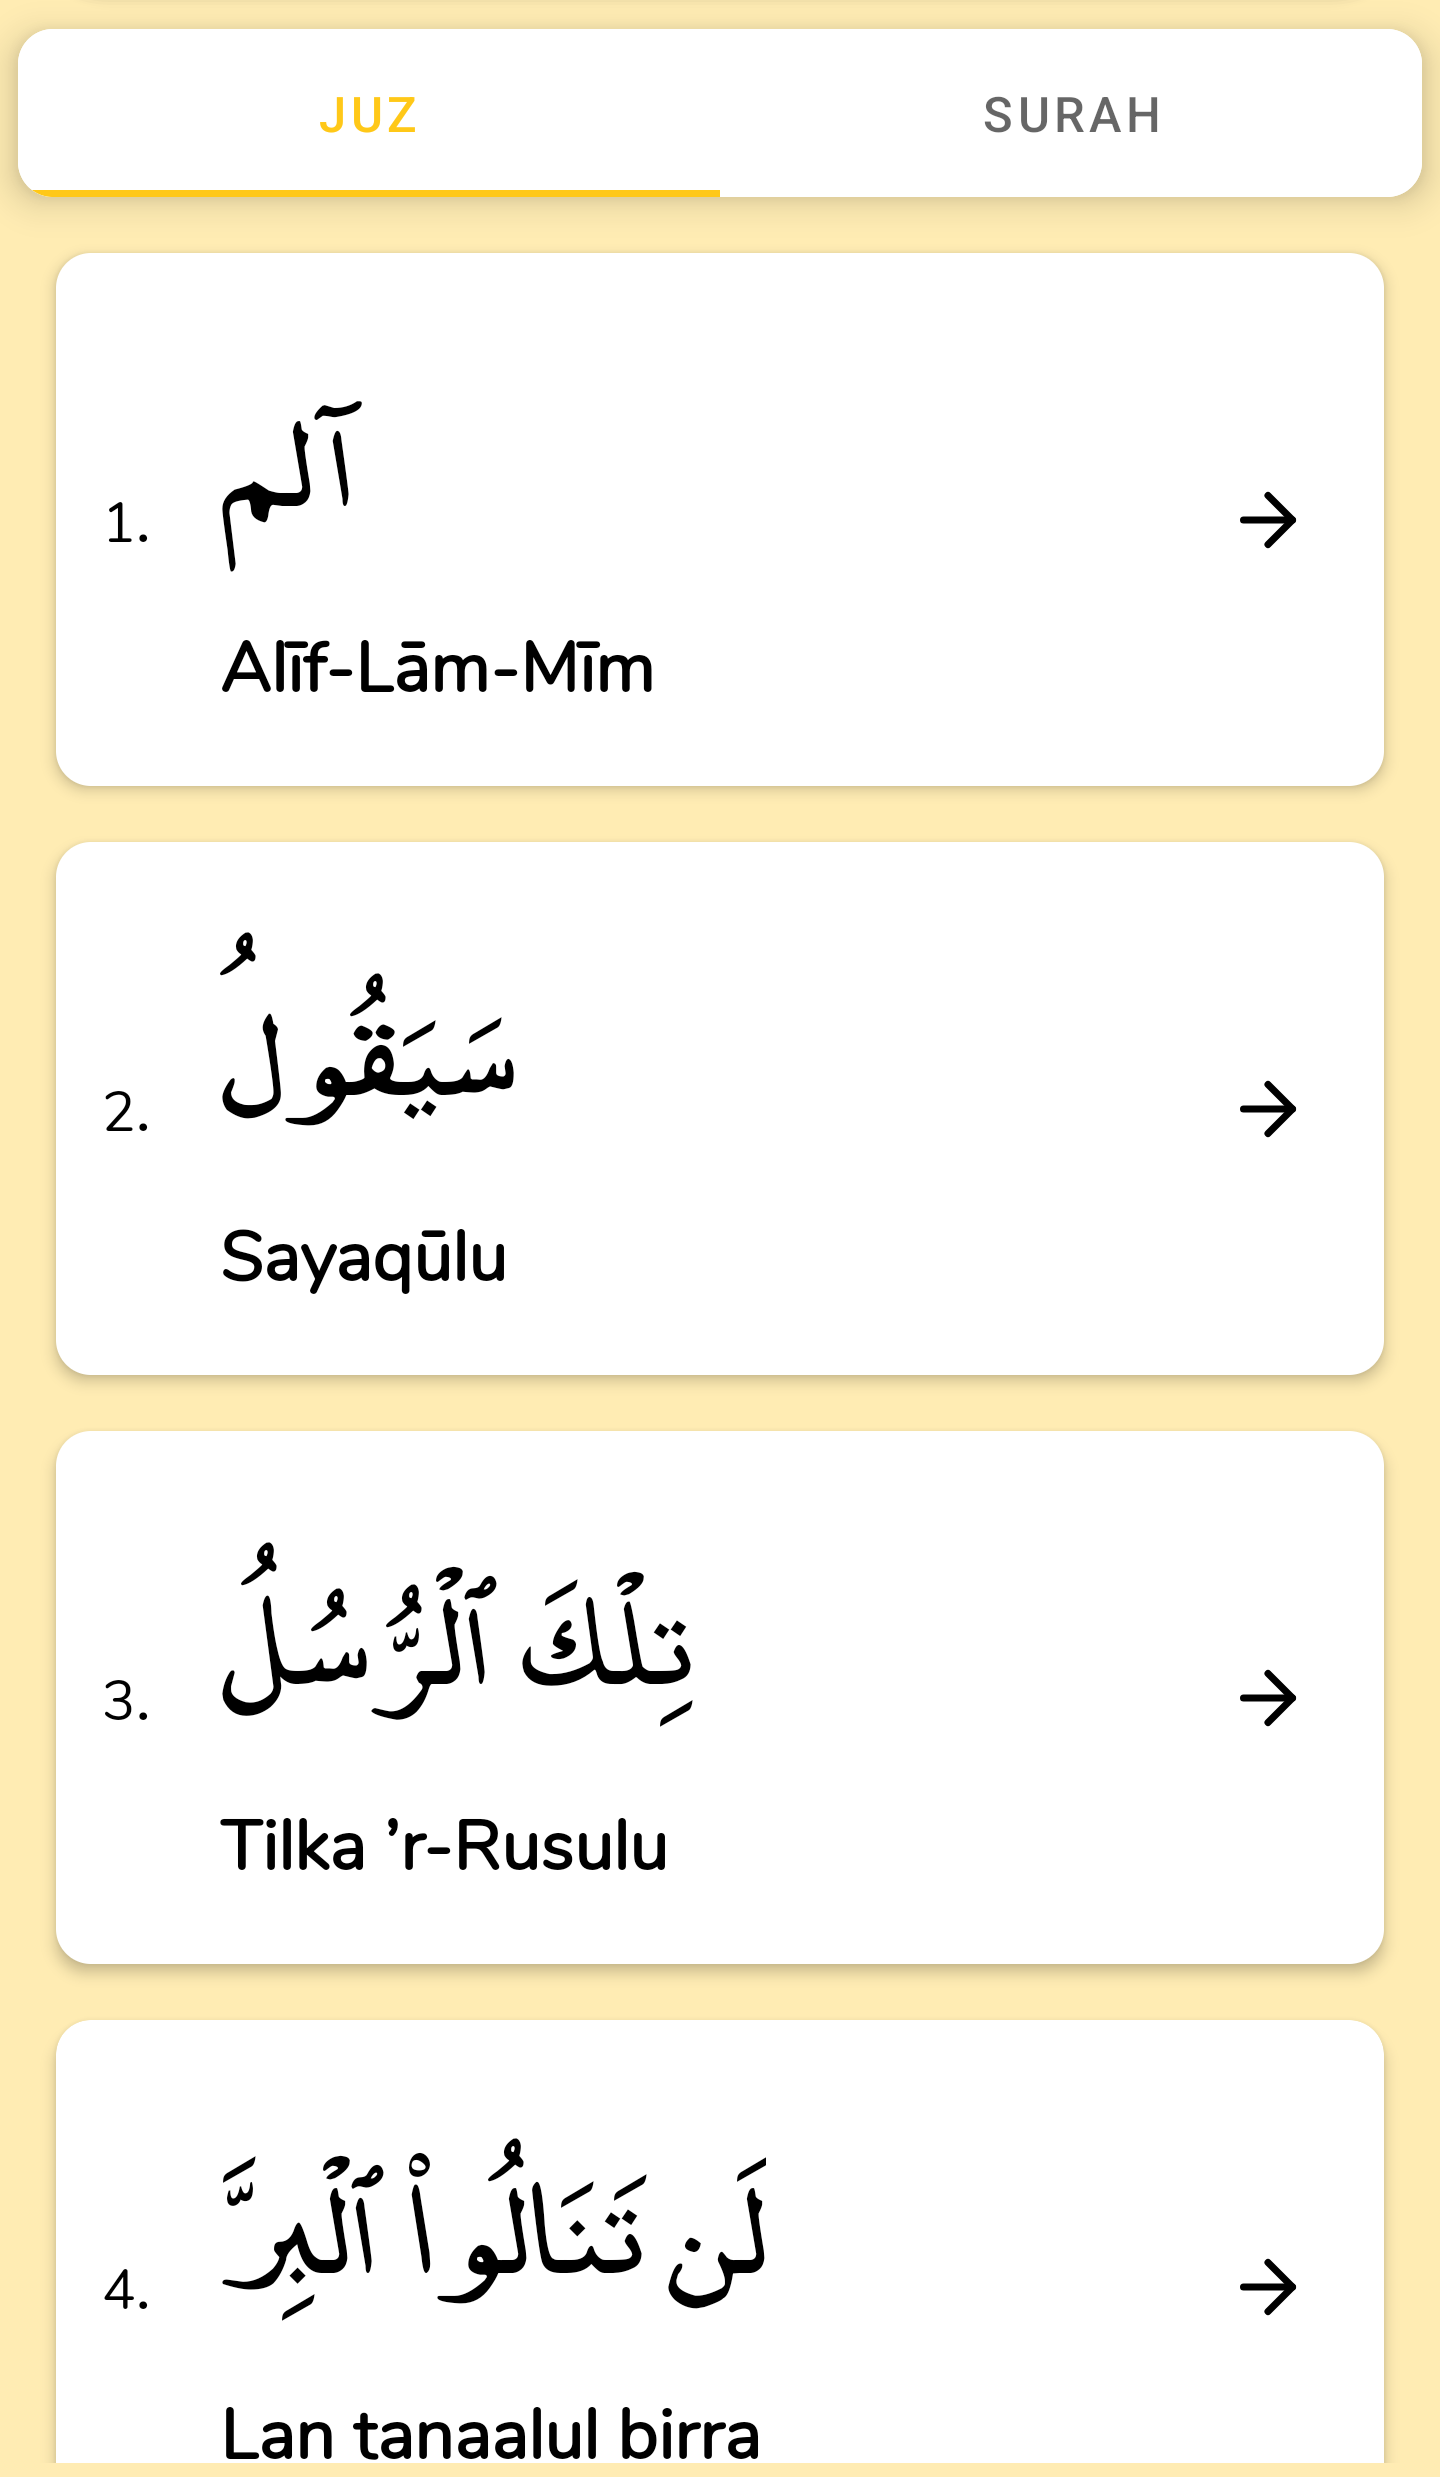 JUZ
SURAH
1.
آلم
Alīf-Lām-Mīm
2.
سَيَقُولُ
Sayaqūlu
3.
تِلْكَ ٱلْرُّسُلُ
Tilka ’r-Rusulu
4.
لَن تَنَالُواْ ٱلْبِرَّ
Lan tanaalul birra